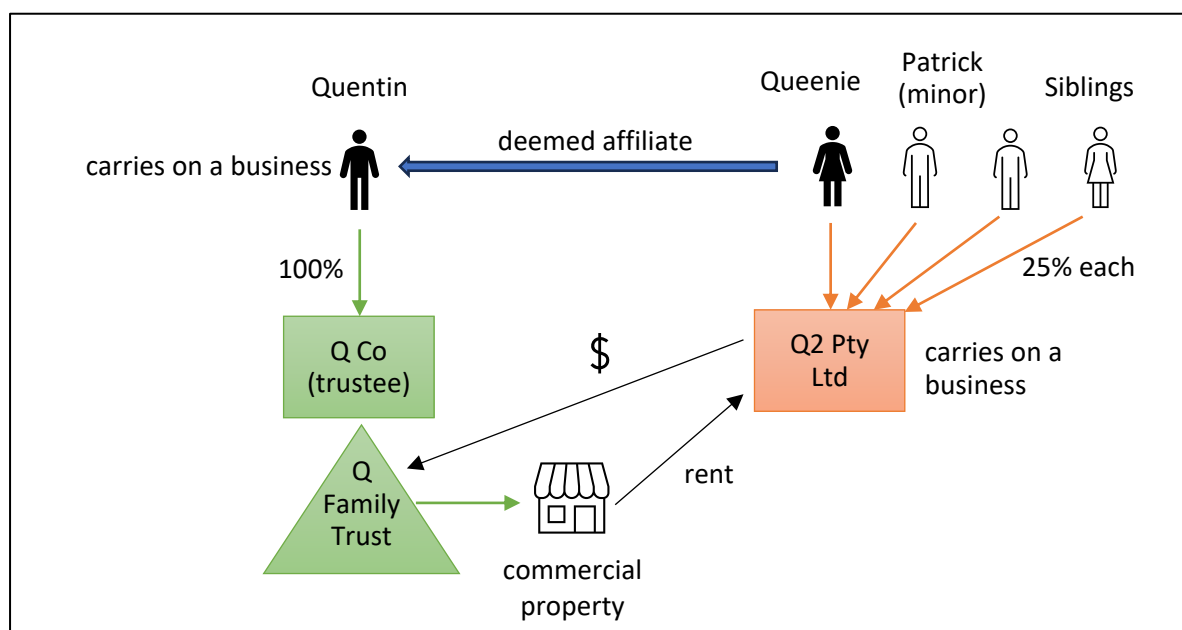 Quentin
Queenie
Patrick
(minor)
Siblings
carries on a business
deemed affiliate
100%
25% each
Q Co
(trustee)
$
Q2 Pty
Ltd
carries on a
business
Q
Family
Trust
rent
commercial
property